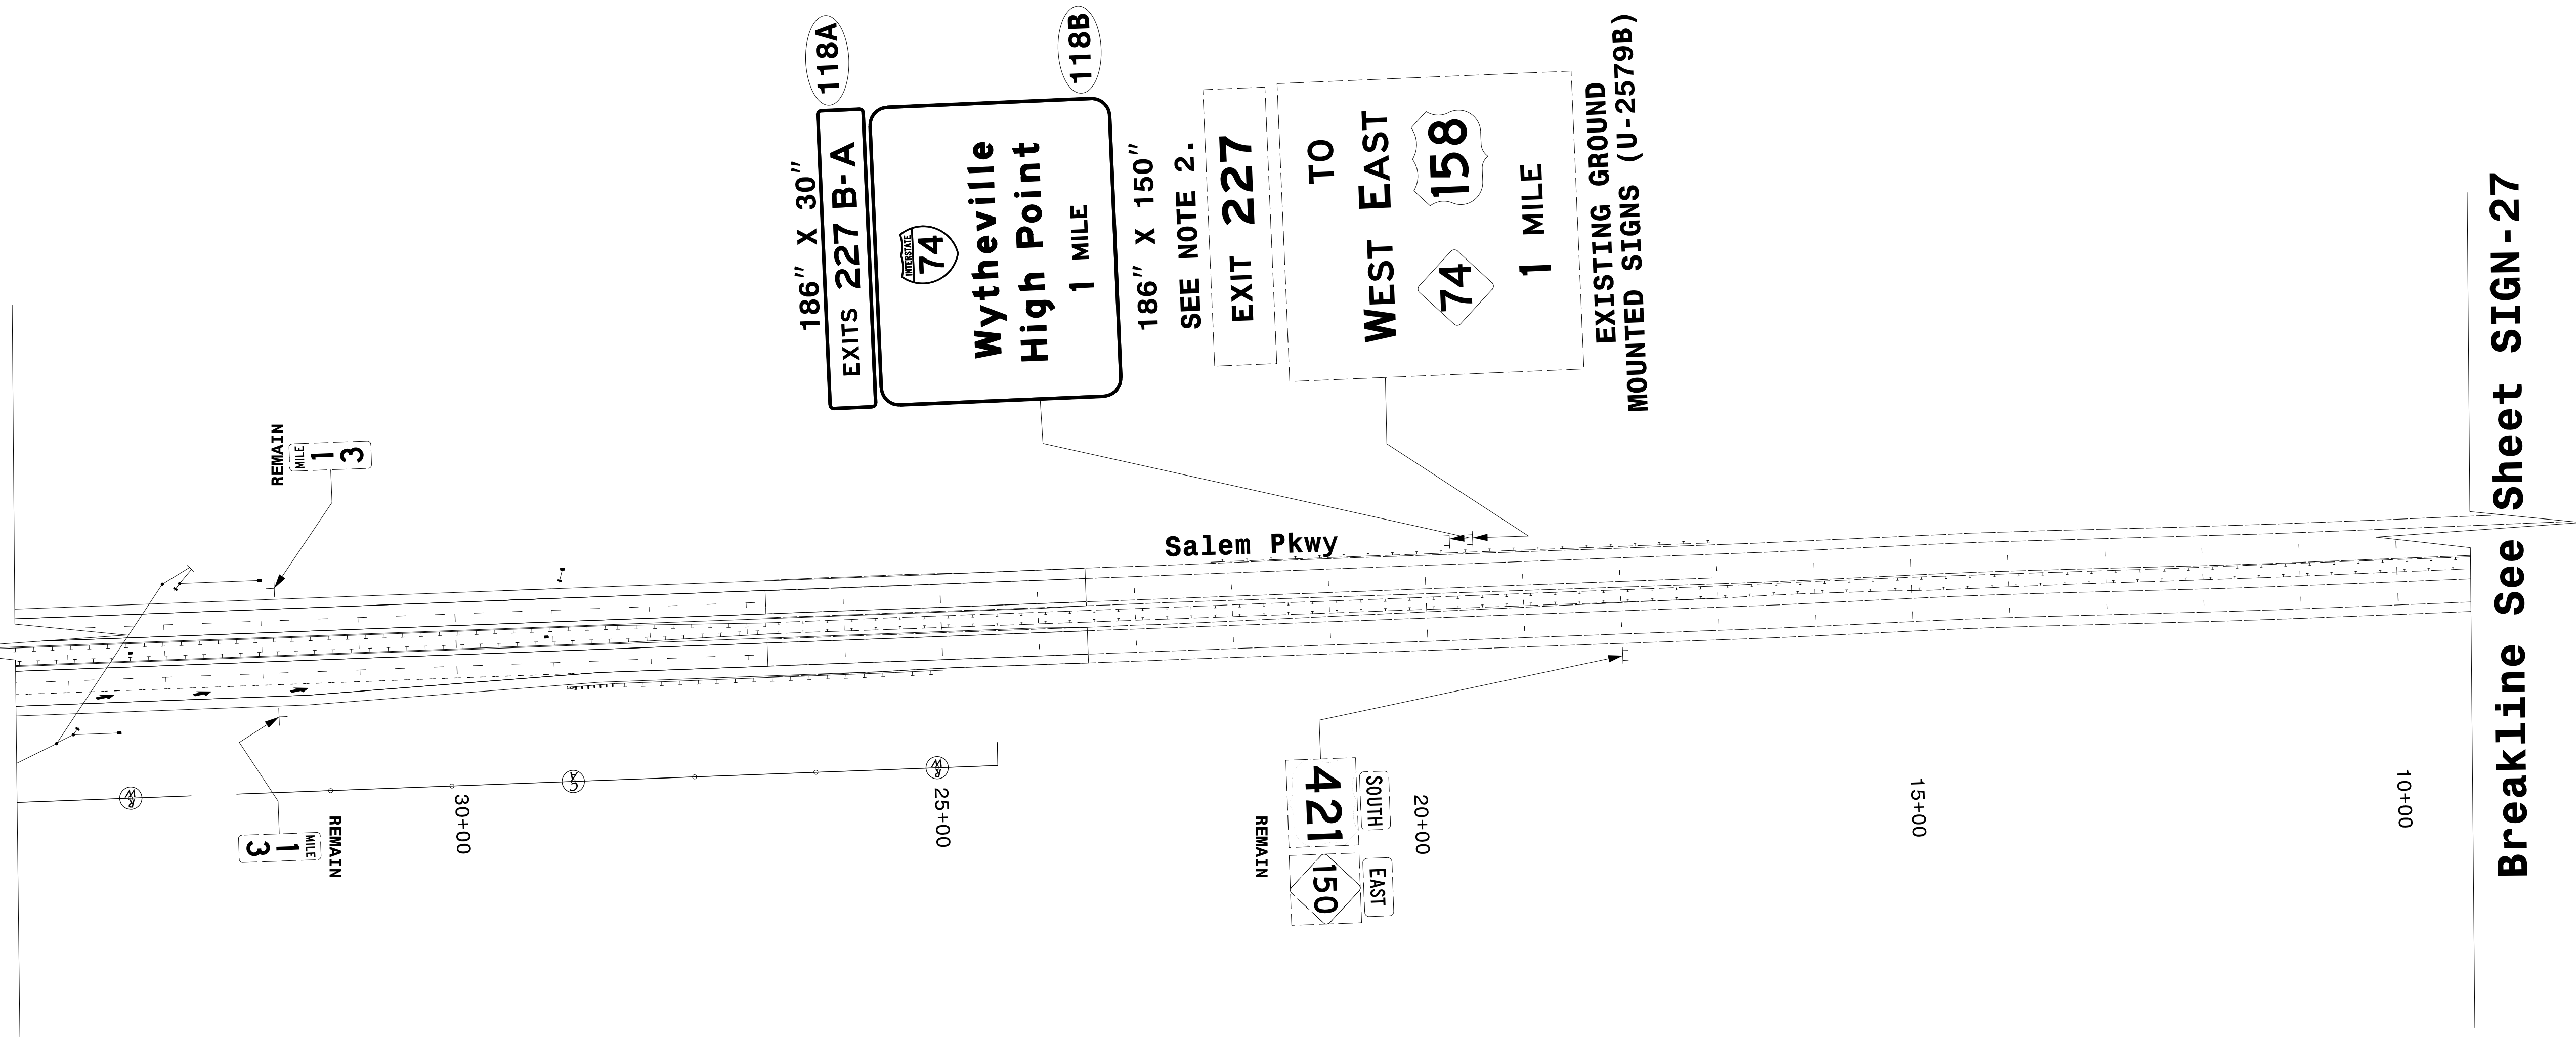 118A
186" X 30"
EXITS 227 B-A
118B
INTERSTATE
74
Wytheville
High Point
1 MILE
186" X 150"
SEE NOTE 2.
EXIT 227
TO
WEST EAST
74 158
1 MILE
EXISTING GROUND
MOUNTED SIGNS (U-2579B)
REMAIN
MILE
1
3
Salem Pkwy
Breakline See Sheet SIGN-27
REMAIN
MILE
1
3
R/W
C/A
R/W
30+00
25+00
20+00
15+00
10+00
SOUTH EAST
421 150
REMAIN